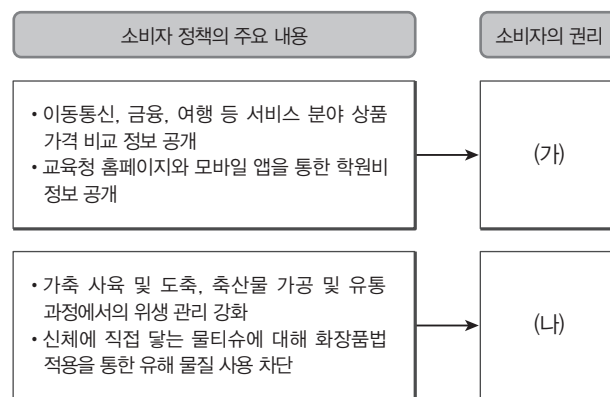 소비자 정책의 주요 내용
소비자의 권리
• 이동통신, 금융, 여행 등 서비스 분야 상품
가격 비교 정보 공개
• 교육청 홈페이지와 모바일 앱을 통한 학원비
정보 공개
(가)
• 가축 사육 및 도축, 축산물 가공 및 유통
과정에서의 위생 관리 강화
• 신체에 직접 닿는 물티슈에 대해 화장품법
적용을 통한 유해 물질 사용 차단
(나)